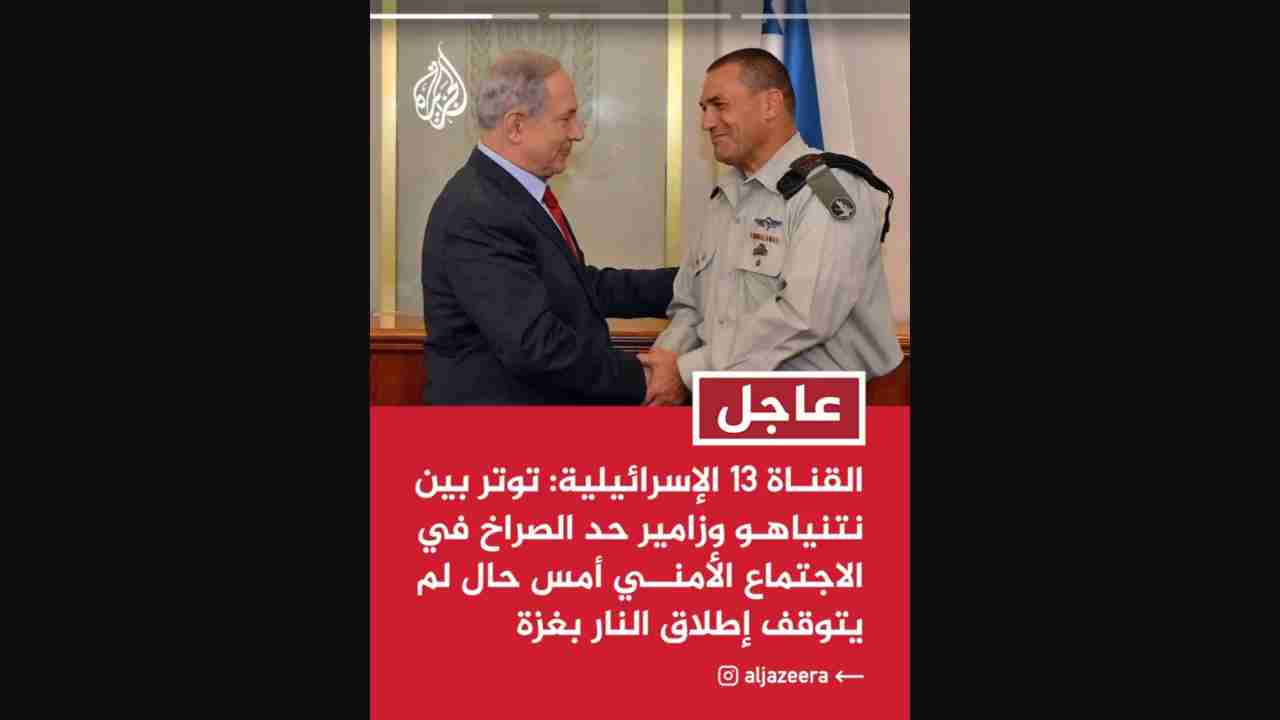 الجزيرة
عاجل
القناة 13 الإسرائيلية: توتر بين
نتنياهو وزامير حد الصراخ في
الاجتماع الأمني أمس حال لم
يتوقف إطلاق النار بغزة
aljazeera